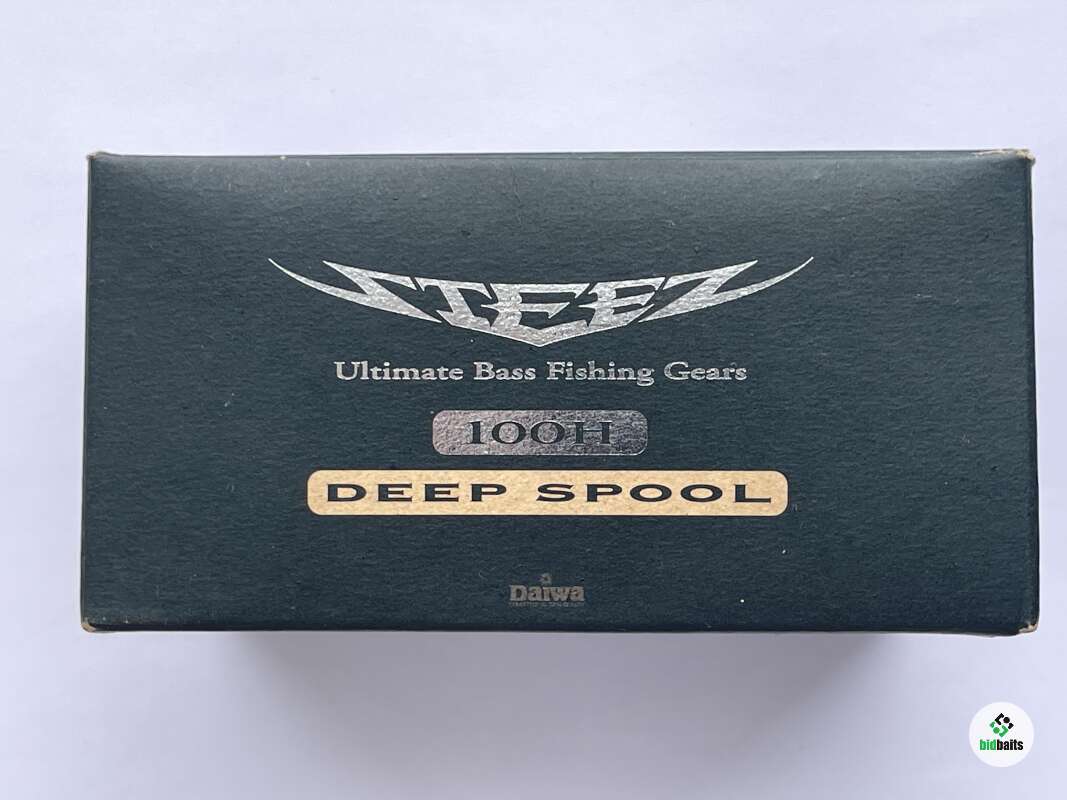 STEEZ
Ultimate Bass Fishing Gears
100H
DEEP SPOOL
Daiwa
bidbaits